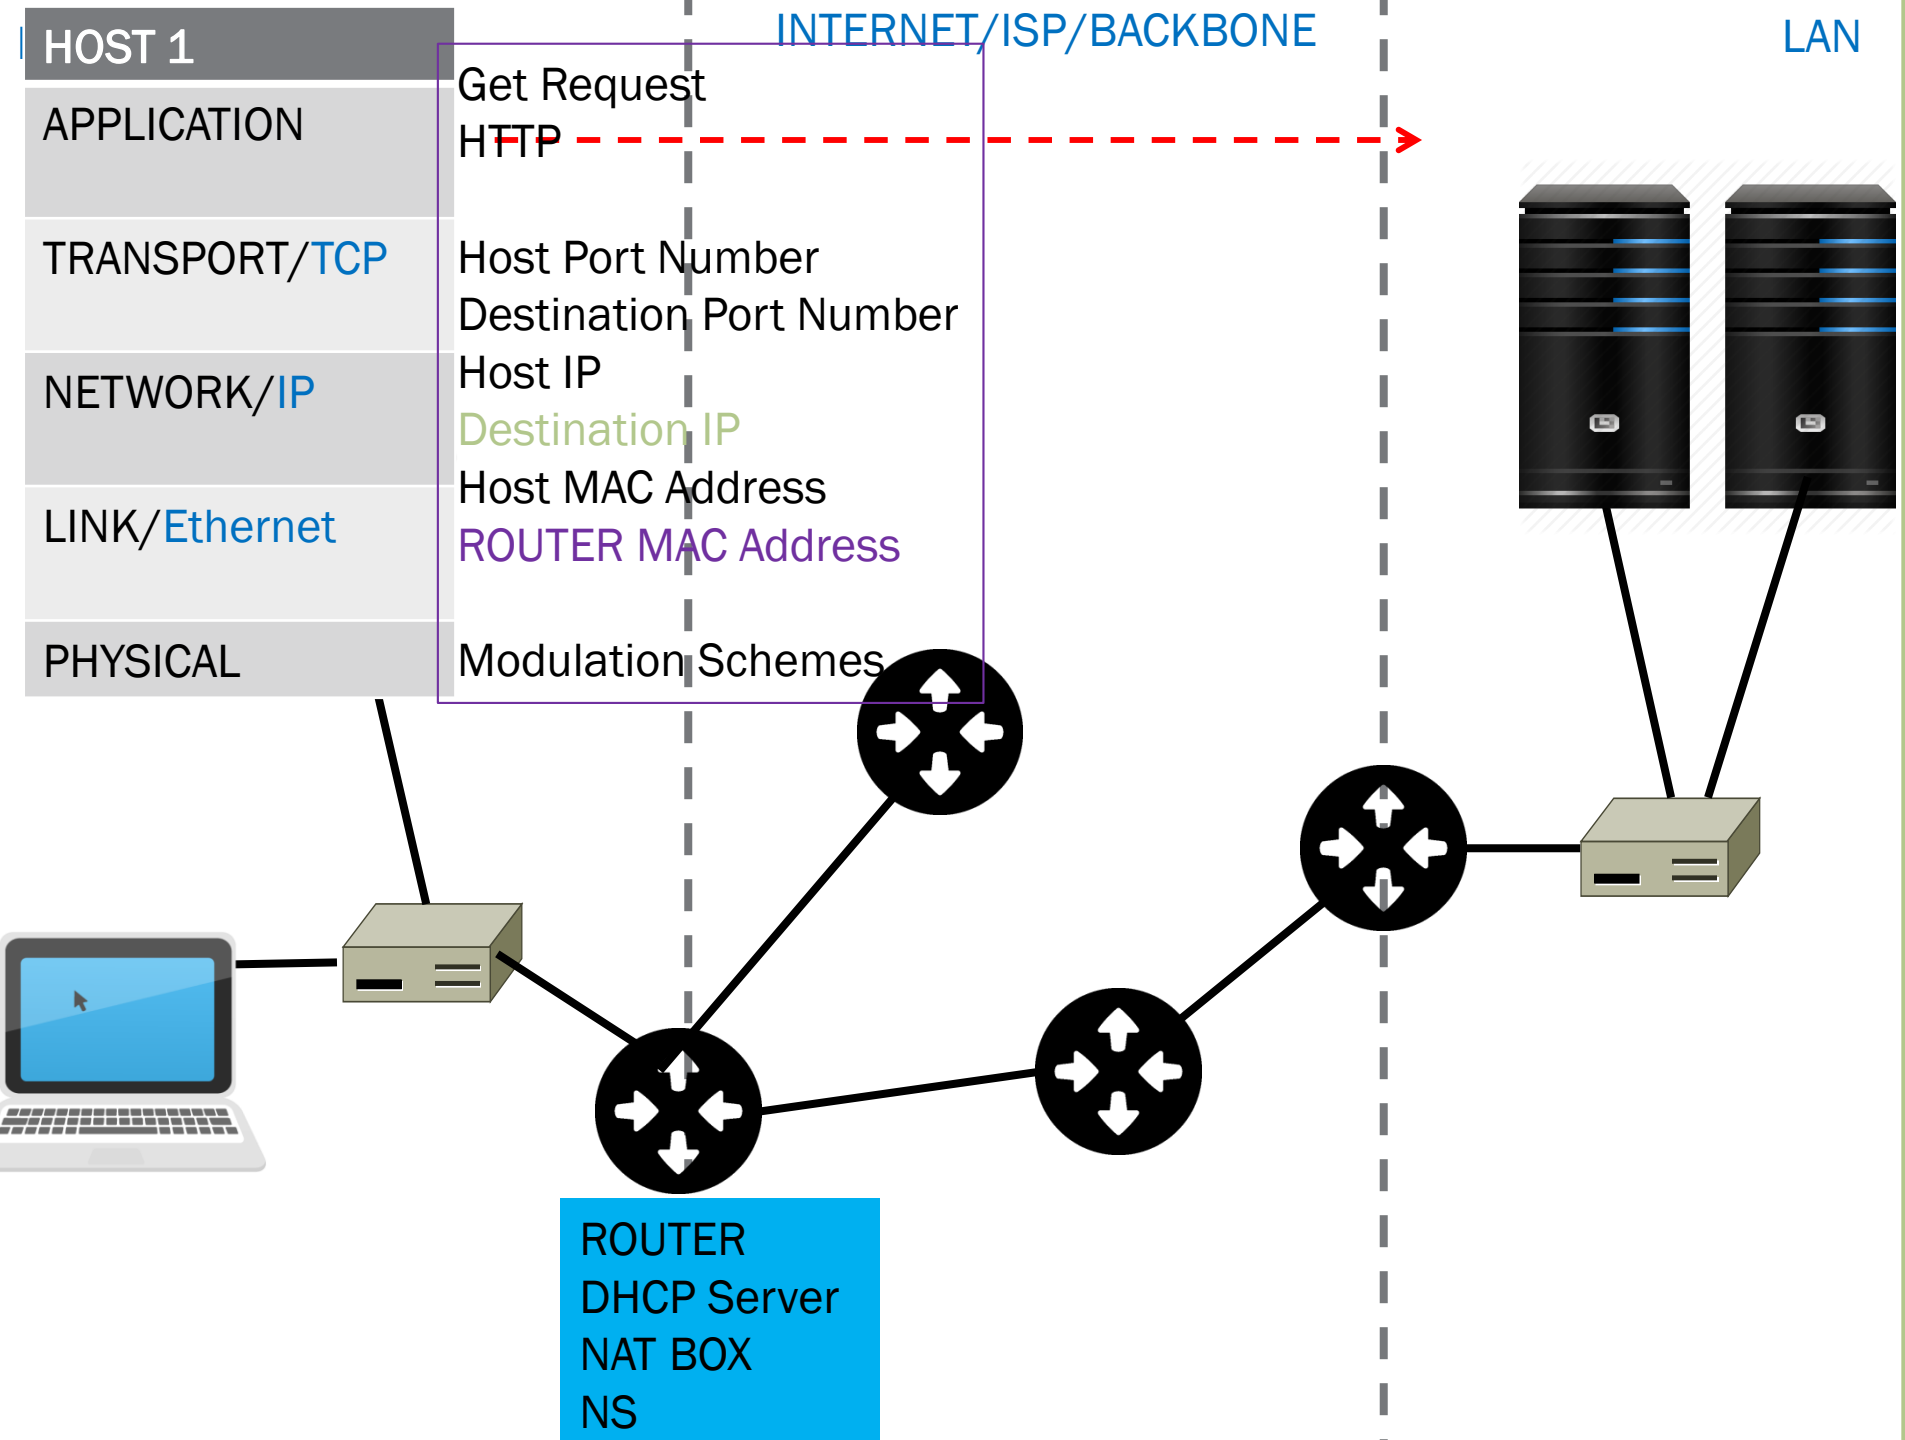 INTERNET/ISP/BACKBONE
LAN
HOST 1
APPLICATION
TRANSPORT/TCP
NETWORK/IP
LINK/Ethernet
PHYSICAL
Get Request
HTTP
Host Port Number
Destination Port Number
Host IP
Destination IP
Host MAC Address
ROUTER MAC Address
Modulation Schemes
ROUTER
DHCP Server
NAT BOX
NS